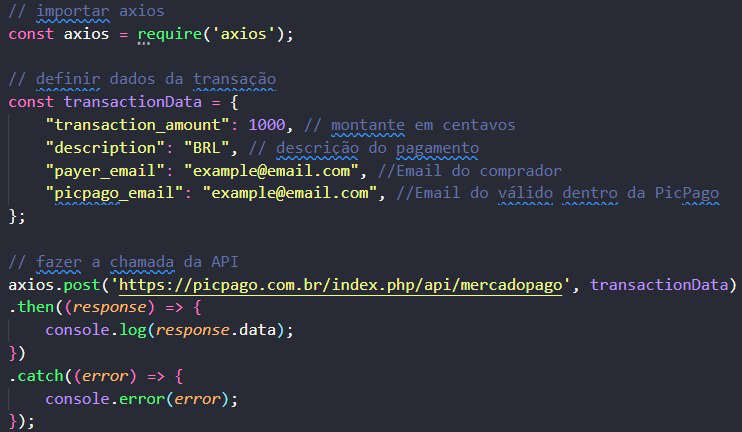 // importar axios
const axios = require('axios');
// definir dados da transação
const transactionData = {
"transaction_amount": 1000, // montante em centavos
"description": "BRL", // descrição do pagamento
"payer_email": "example@email.com", //Email do comprador
"picpago_email": "example@email.com", //Email do válido dentro da PicPago
};
// fazer a chamada da API
axios.post('https://picpago.com.br/index.php/api/mercadopago', transactionData)
.then((response) => {
console.log(response.data);
})
.catch((error) => {
console.error(error);
});